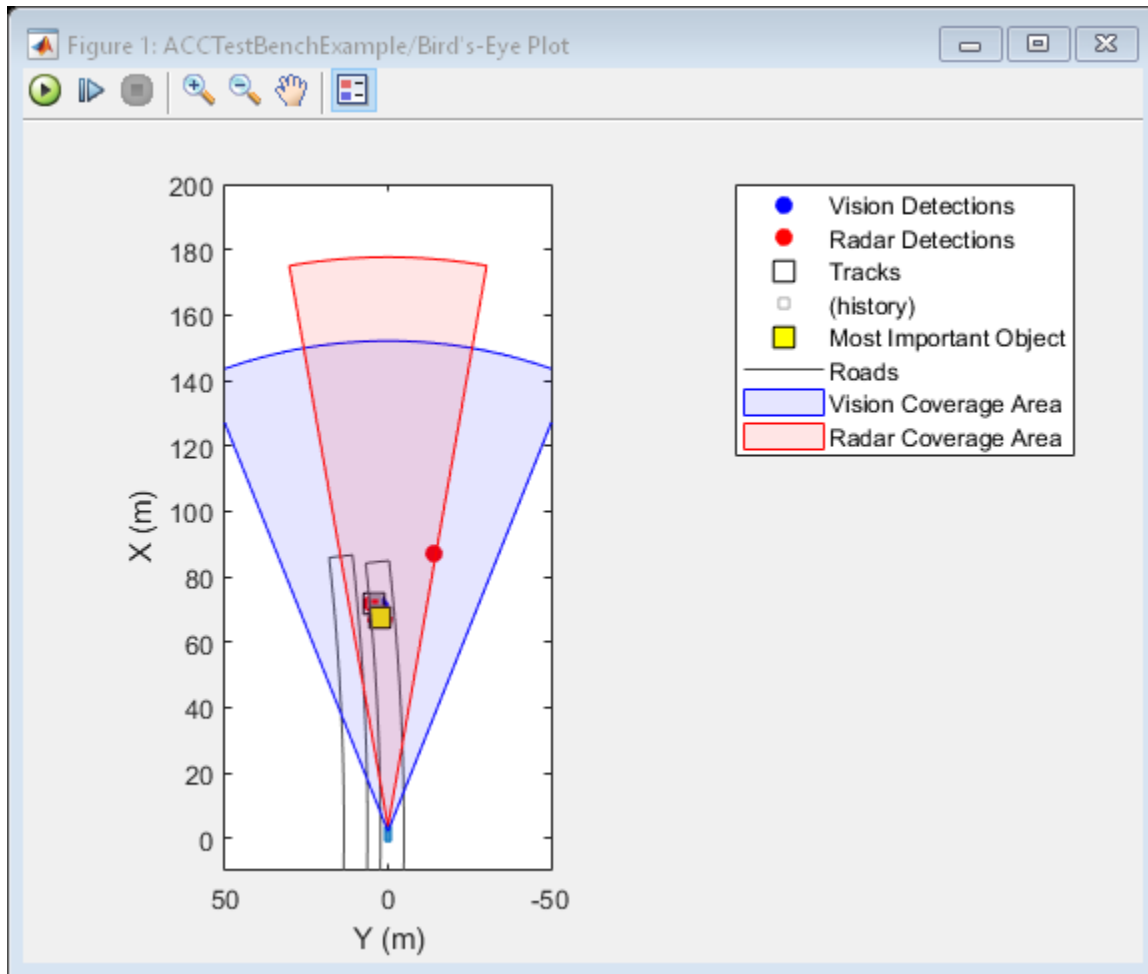 Figure 1: ACCTestBenchExample/Bird's-Eye Plot
200
180
160
140
120
100
80
60
40
20
0
X (m)
50 0 -50
Y (m)
Vision Detections
Radar Detections
Tracks
(history)
Most Important Object
Roads
Vision Coverage Area
Radar Coverage Area